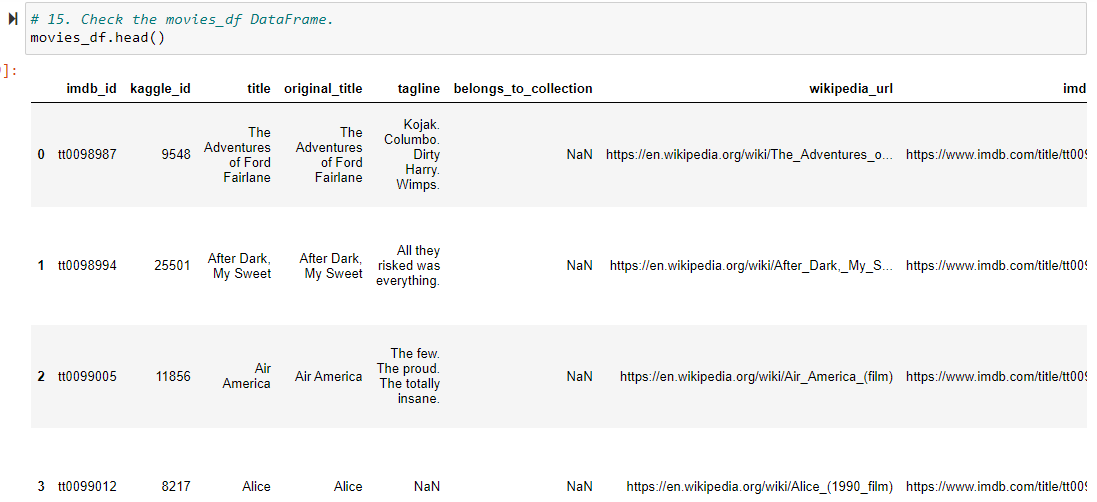 # 15. Check the movies_df DataFrame.
movies_df.head()
]:
imdb_id kaggle_id title original_title tagline belongs_to_collection wikipedia_url imd
0 tt0098987 9548 The Adventures of Ford Fairlane The Adventures of Ford Fairlane Kojak. Columbo. Dirty Harry. Wimps. NaN https://en.wikipedia.org/wiki/The_Adventures_o... https://www.imdb.com/title/tt009
1 tt0098994 25501 After Dark, My Sweet After Dark, My Sweet All they risked was everything. NaN https://en.wikipedia.org/wiki/After_Dark,_My_S... https://www.imdb.com/title/tt009
2 tt0099005 11856 Air America Air America The few. The proud. The totally insane. NaN https://en.wikipedia.org/wiki/Air_America_(film) https://www.imdb.com/title/tt009
3 tt0099012 8217 Alice Alice NaN NaN https://en.wikipedia.org/wiki/Alice_(1990_film) https://www.imdb.com/title/tt009